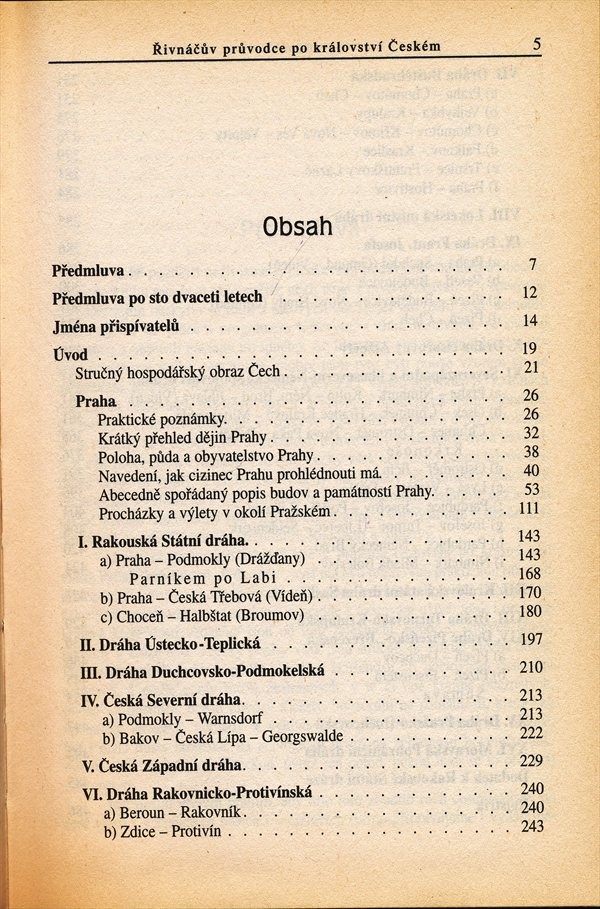 Řivnáčův průvodce po království Českém 5
Obsah
Předmluva . . . . . . . . . . . . . . . . . . . . . . 7
Předmluva po sto dvaceti letech . . . . . . . . . . . . . 12
Jména přispívatelů . . . . . . . . . . . . . . . . . . . 14
Úvod . . . . . . . . . . . . . . . . . . . . . . . . 19
Stručný hospodářský obraz Čech . . . . . . . . . . . . . 21
Praha . . . . . . . . . . . . . . . . . . . . . . . 26
Praktické poznámky. . . . . . . . . . . . . . . . . . 26
Krátký přehled dějin Prahy . . . . . . . . . . . . . . . 32
Poloha, půda a obyvatelstvo Prahy . . . . . . . . . . . . 38
Navedení, jak cizinec Prahu prohlédnouti má. . . . . . . . . 40
Abecedně spořádaný popis budov a památností Prahy. . . . . . 53
Procházky a výlety v okolí Pražském . . . . . . . . . . . 111
I. Rakouská Státní dráha. . . . . . . . . . . . . . . . 143
a) Praha – Podmokly (Drážďany) . . . . . . . . . . . . 143
Parníkem po Labi . . . . . . . . . . . . . . 168
b) Praha – Česká Třebová (Vídeň) . . . . . . . . . . . . 170
c) Choceň – Halbštat (Broumov) . . . . . . . . . . . . 180
II. Dráha Ústecko-Teplická . . . . . . . . . . . . . . . 197
III. Dráha Duchcovsko-Podmokelská . . . . . . . . . . . 210
IV. Česká Severní dráha. . . . . . . . . . . . . . . . . 213
a) Podmokly – Warnsdorf . . . . . . . . . . . . . . . 213
b) Bakov – Česká Lípa – Georgswalde . . . . . . . . . . 222
V. Česká Západní dráha. . . . . . . . . . . . . . . . . 229
VI. Dráha Rakovnicko-Protivínská . . . . . . . . . . . . 240
a) Beroun – Rakovník. . . . . . . . . . . . . . . . . 240
b) Zdice – Protivín . . . . . . . . . . . . . . . . . . 243